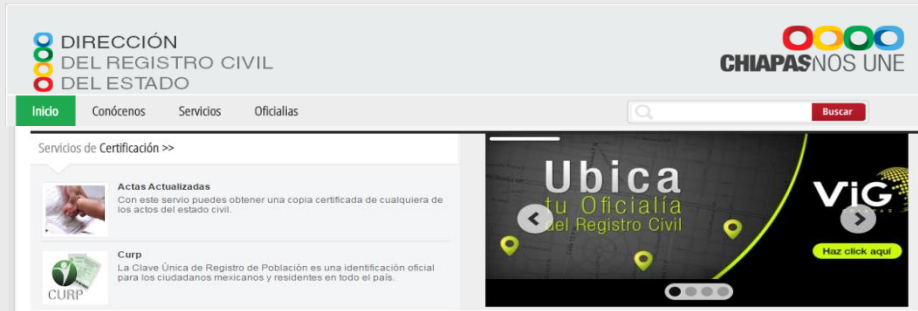 DIRECCIÓN
DEL REGISTRO CIVIL
DEL ESTADO
CHIAPASNOS UNE
Inicio Conócenos Servicios Oficialias
Buscar
Servicios de Certificación >>
Actas Actualizadas
Con este servio puedes obtener una copia certificada de cualquiera de
los actos del estado civil.
Curp
La Clave Única de Registro de Población es una identificación oficial
para los ciudadanos mexicanos y residentes en todo el país.
CURP
Ubica
tu Oficialía
del Registro Civil
ViG
Haz click aquí